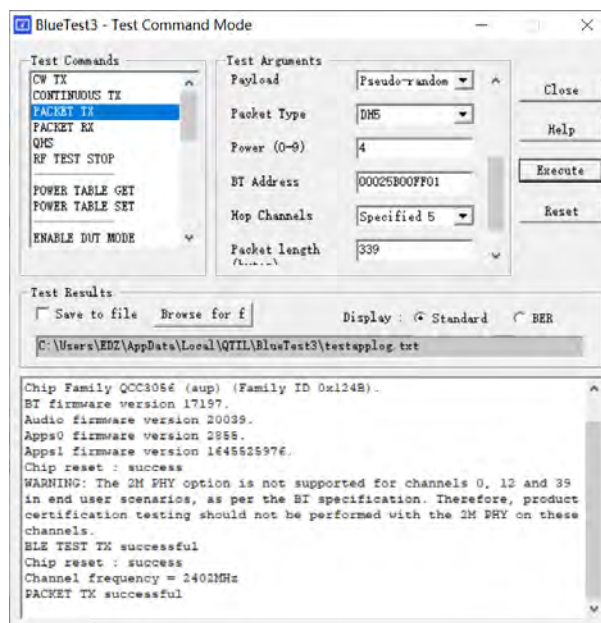 BlueTest3 - Test Command Mode
Test Commands
CW TX
CONTINUOUS TX
PACKET TX
PACKET RX
QHS
RF TEST STOP
POWER TABLE GET
POWER TABLE SET
ENABLE DUT MODE
Test Arguments
Payload Pseudo-random
Packet Type DM5
Power (0-9) 4
BT Address 00025B00FF01
Hop Channels Specified 5
Packet length 339
Close
Help
Execute
Reset
Test Results
Save to file Browse for f Display : Standard BER
C:\Users\EDZ\AppData\Local\QTIL\BlueTest3\testapplog.txt
Chip Family QCC3056 (aup) (Family ID 0x124B).
BT firmware version 17197.
Audio firmware version 20039.
Apps0 firmware version 2855.
Apps1 firmware version 1645525976.
Chip reset : success
WARNING: The 2M PHY option is not supported for channels 0, 12 and 39
in end user scenarios, as per the BT specification. Therefore, product
certification testing should not be performed with the 2M PHY on these
channels.
BLE TEST TX successful
Chip reset : success
Channel frequency = 2402MHz
PACKET TX successful